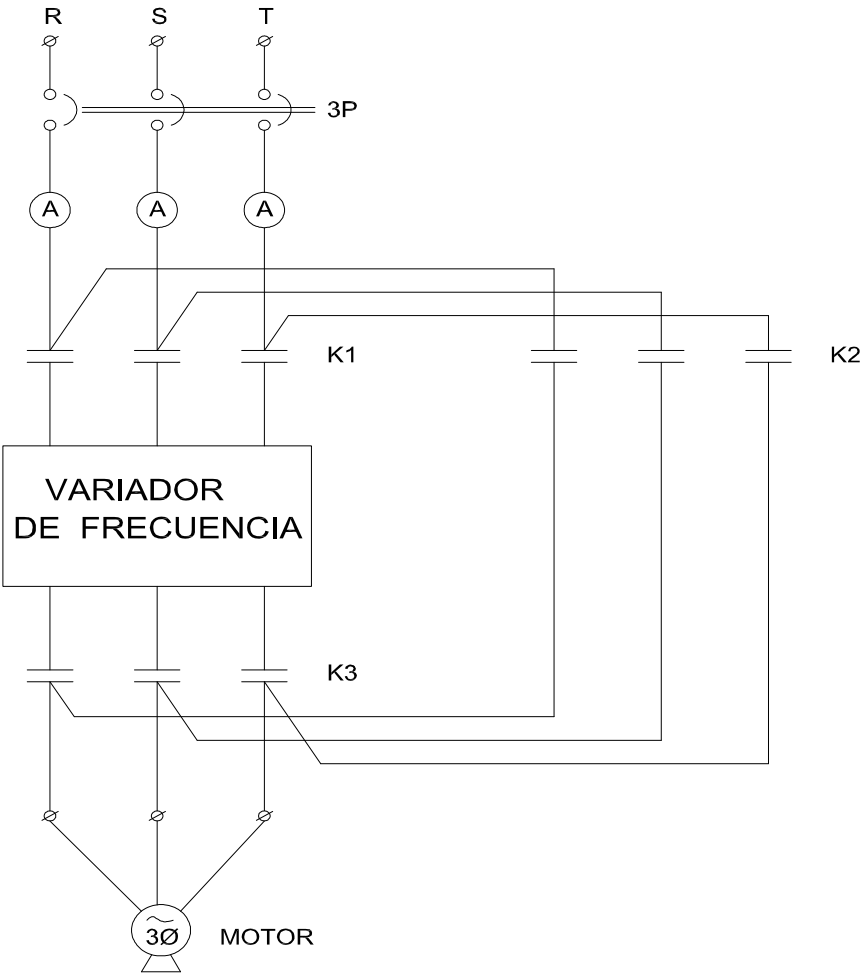 R S T
3P
A A A
K1 K2
VARIADOR
DE FRECUENCIA
K3
3Ø MOTOR